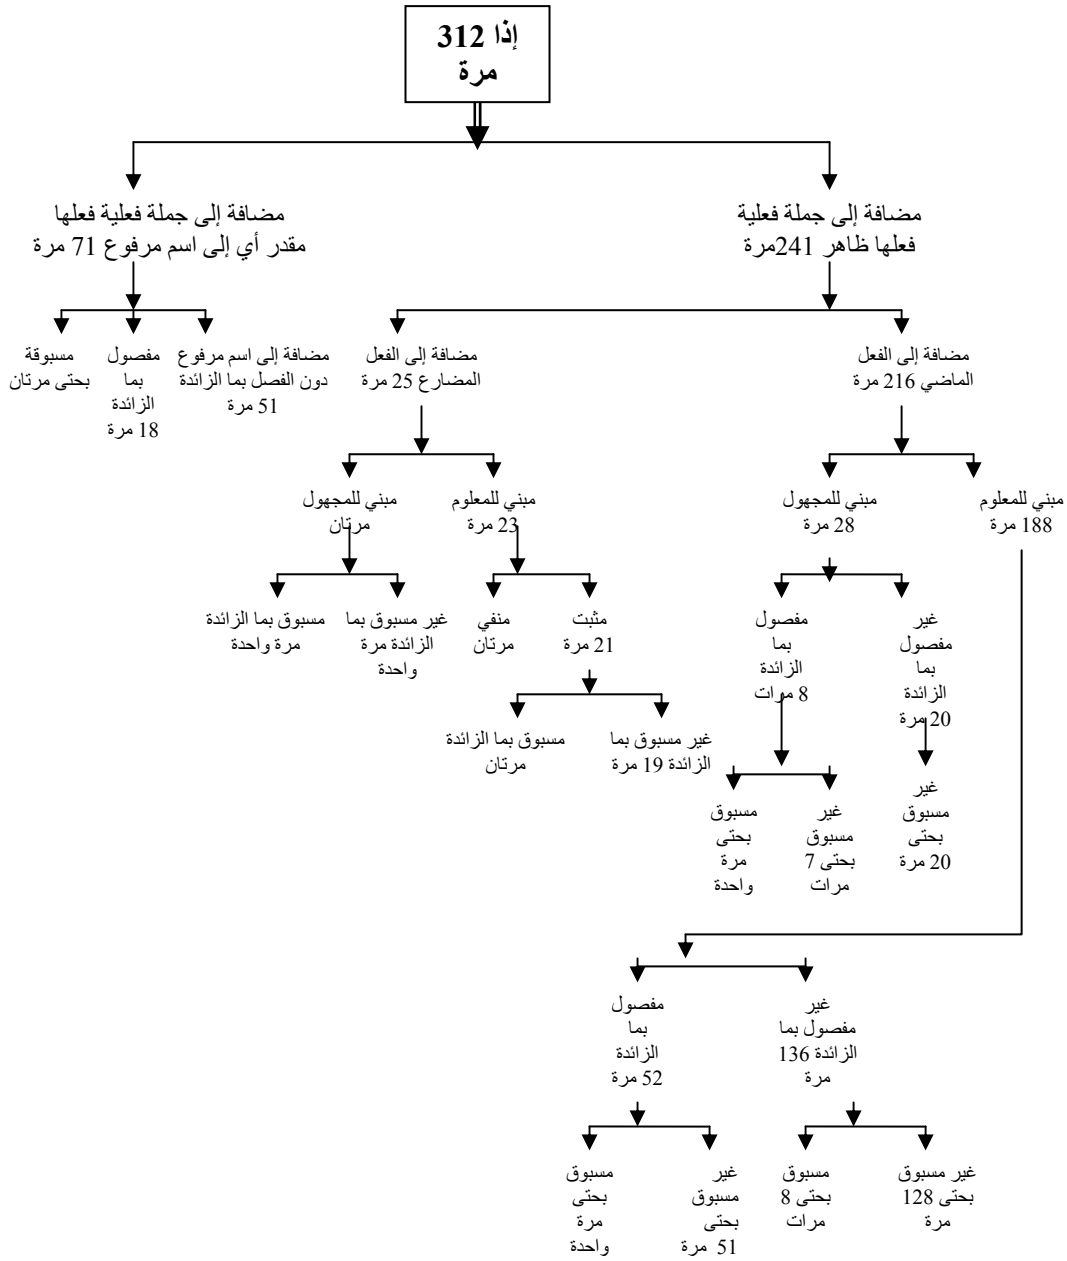 إذا 312
مرة
مضافة إلى جملة فعلية
فعلها ظاهر 241مرة
مضافة إلى جملة فعلية فعلها
مقدر أي إلى اسم مرفوع 71 مرة
مضافة إلى الفعل
الماضي 216 مرة
مضافة إلى الفعل
المضارع 25 مرة
مضافة إلى اسم مرفوع
دون الفصل بما الزائدة
51 مرة
مفصول
بما
الزائدة
18 مرة
مسبوقة
بحتى مرتان
مبني للمعلوم
188 مرة
مبني للمجهول
28 مرة
مبني للمعلوم
23 مرة
مبني للمجهول
مرتان
غير
مفصول
بما
الزائدة
20 مرة
مفصول
بما
الزائدة
8 مرات
مثبت
21 مرة
منفي
مرتان
غير مسبوق بما
الزائدة مرة
واحدة
مسبوق بما الزائدة
مرة واحدة
غير مسبوق بما
الزائدة 19 مرة
مسبوق بما الزائدة
مرتان
غير
مسبوق
بحتى
20 مرة
غير
مسبوق
بحتى 7
مرات
مسبوق
بحتى
مرة
واحدة
غير
مفصول بما
الزائدة 136
مرة
مفصول
بما
الزائدة
52 مرة
غير مسبوق
بحتى 128
مرة
مسبوق
بحتى 8
مرات
غير
مسبوق
بحتى
51 مرة
مسبوق
بحتى
مرة
واحدة